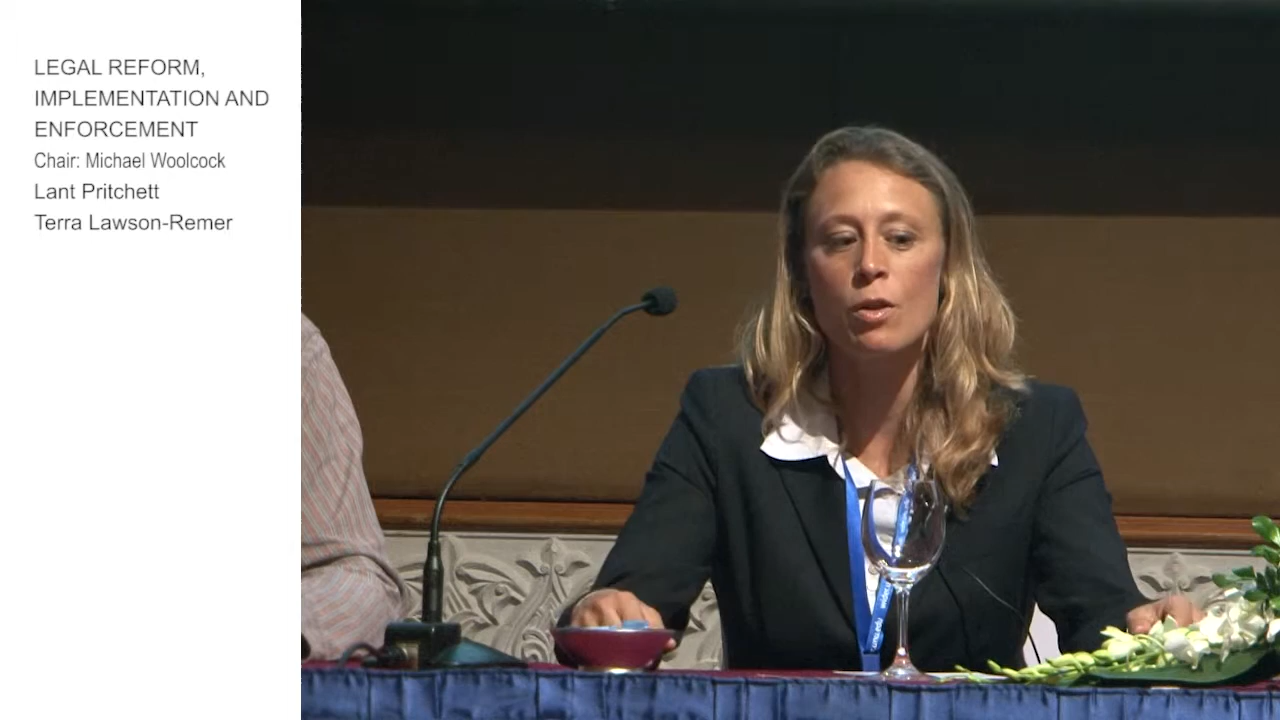 LEGAL REFORM,
IMPLEMENTATION AND
ENFORCEMENT
Chair: Michael Woolcock
Lant Pritchett
Terra Lawson-Remer